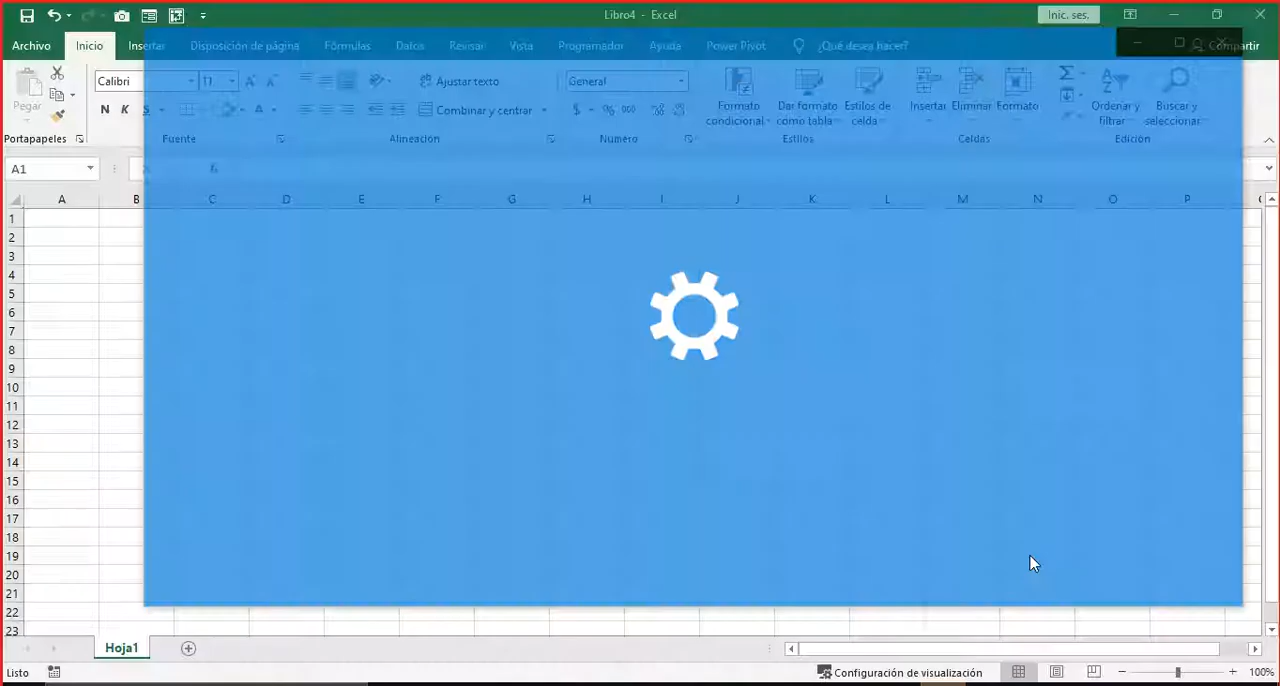 Libro4 - Excel
Inic. ses.
Archivo Inicio Insertar Disposición de página Fórmulas Datos Revisar Vista Programador Ayuda Power Pivot ¿Qué desea hacer? Compartir
Pegar
Calibri 11
N K S A
Ajustar texto
Combinar y centrar
General
$ % 000
Formato condicional
Dar formato como tabla
Estilos de celda
Insertar Eliminar Formato
Ordenar y filtrar
Buscar y seleccionar
Portapapeles Fuente Alineación Número Estilos Celdas Edición
A1
A B C D E F G H I J K L M N O P
1
2
3
4
5
6
7
8
9
10
11
12
13
14
15
16
17
18
19
20
21
22
23
Hoja1
Listo Configuración de visualización 100%